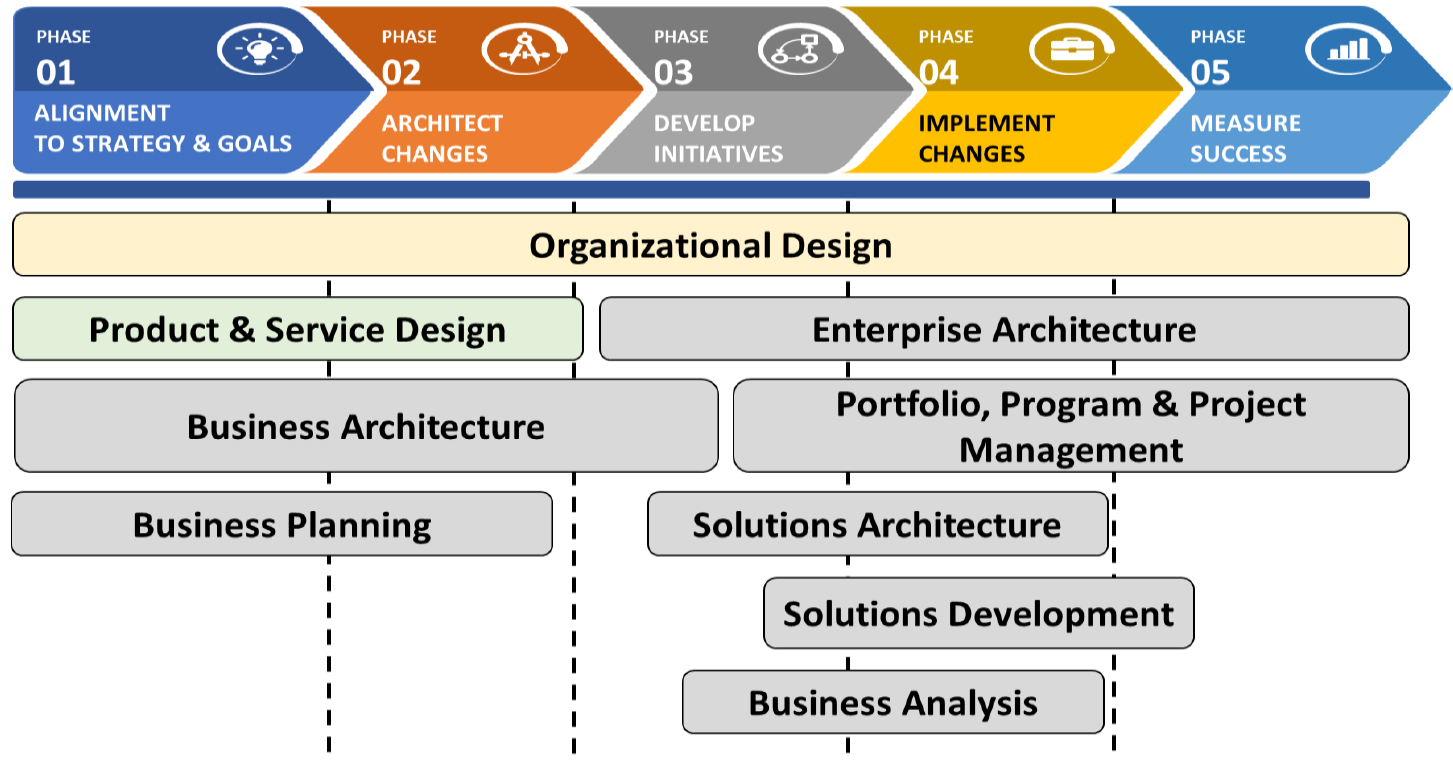 PHASE
01
ALIGNMENT
TO STRATEGY & GOALS
PHASE
02
ARCHITECT
CHANGES
PHASE
03
DEVELOP
INITIATIVES
PHASE
04
IMPLEMENT
CHANGES
PHASE
05
MEASURE
SUCCESS
Organizational Design
Product & Service Design
Enterprise Architecture
Business Architecture
Portfolio, Program & Project
Management
Business Planning
Solutions Architecture
Solutions Development
Business Analysis